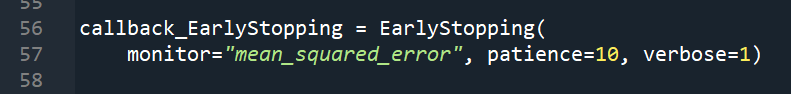 55
56 callback_EarlyStopping = EarlyStopping(
57 monitor="mean_squared_error", patience=10, verbose=1)
58